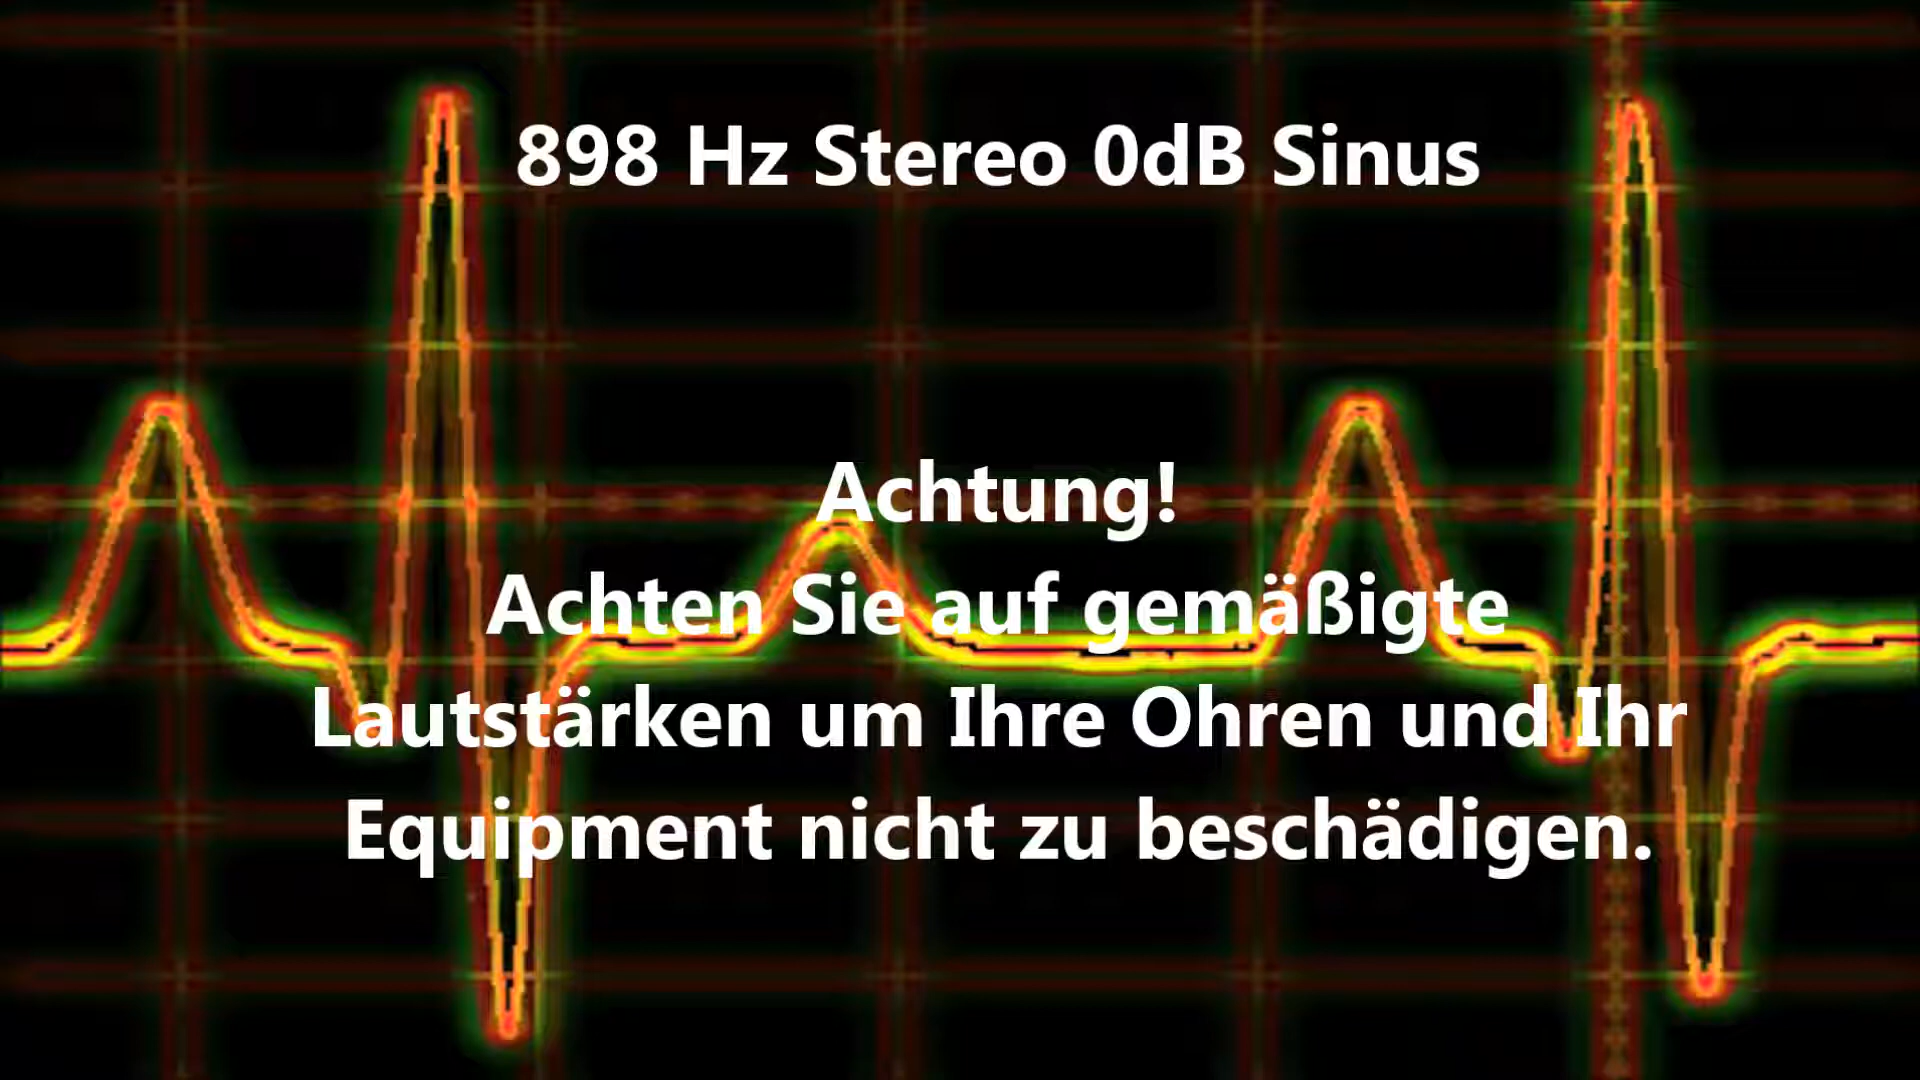 898 Hz Stereo 0dB Sinus
Achtung!
Achten Sie auf gemäßigte
Lautstärken um Ihre Ohren und Ihr
Equipment nicht zu beschädigen.